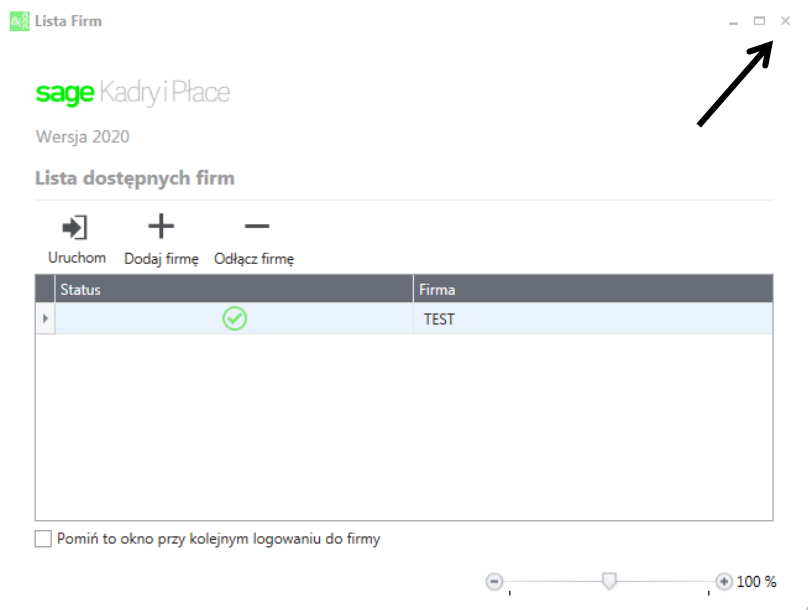 Lista Firm
sage Kadry i Płace
Wersja 2020
Lista dostępnych firm
Uruchom Dodaj firmę Odłącz firmę
Status Firma
TEST
Pomiń to okno przy kolejnym logowaniu do firmy
100 %